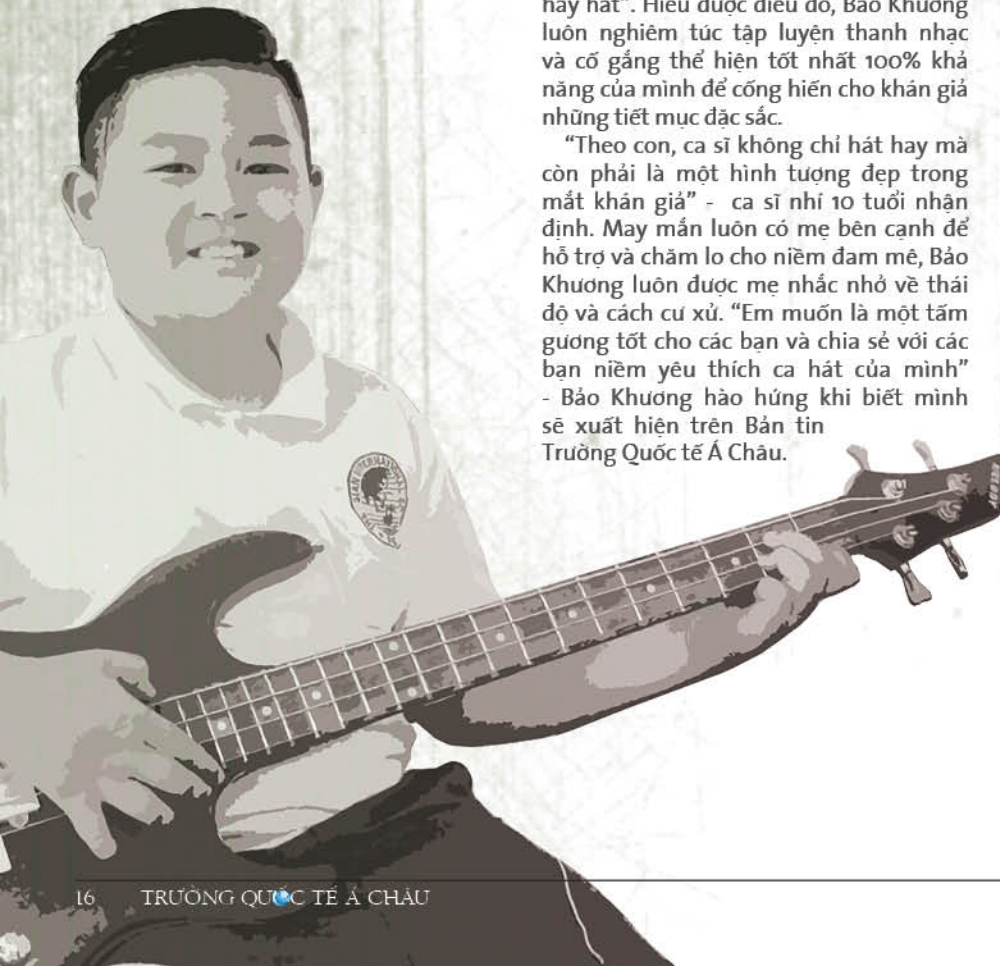 hay hát”. Hiểu được điều đó, Bảo Khương
luôn nghiêm túc tập luyện thanh nhạc
và cố gắng thể hiện tốt nhất 100% khả
năng của mình để cống hiến cho khán giả
những tiết mục đặc sắc.
“Theo con, ca sĩ không chỉ hát hay mà
còn phải là một hình tượng đẹp trong
mắt khán giả” - ca sĩ nhí 10 tuổi nhận
định. May mắn luôn có mẹ bên cạnh để
hỗ trợ và chăm lo cho niềm đam mê, Bảo
Khương luôn được mẹ nhắc nhở về thái
độ và cách cư xử. “Em muốn là một tấm
gương tốt cho các bạn và chia sẻ với các
bạn niềm yêu thích ca hát của mình”
- Bảo Khương hào hứng khi biết mình
sẽ xuất hiện trên Bản tin
Trường Quốc tế Á Châu.
16 TRƯỜNG QUỐC TẾ Á CHÂU